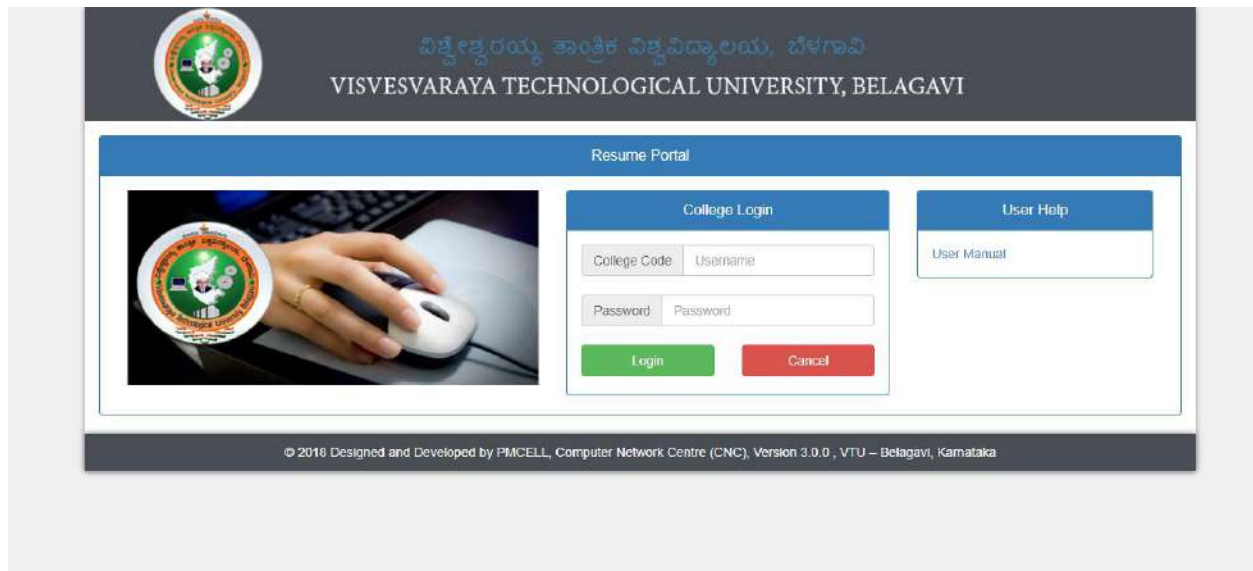 ವಿಶ್ವೇಶ್ವರಯ್ಯ ತಾಂತ್ರಿಕ ವಿಶ್ವವಿದ್ಯಾಲಯ, ಬೆಳಗಾವಿ
VISVESVARAYA TECHNOLOGICAL UNIVERSITY, BELAGAVI
Resume Portal
College Login
College Code Username
Password Password
Login Cancel
User Help
User Manual
© 2018 Designed and Developed by PMCELL, Computer Network Centre (CNC), Version 3.0.0 , VTU – Belagavi, Karnataka